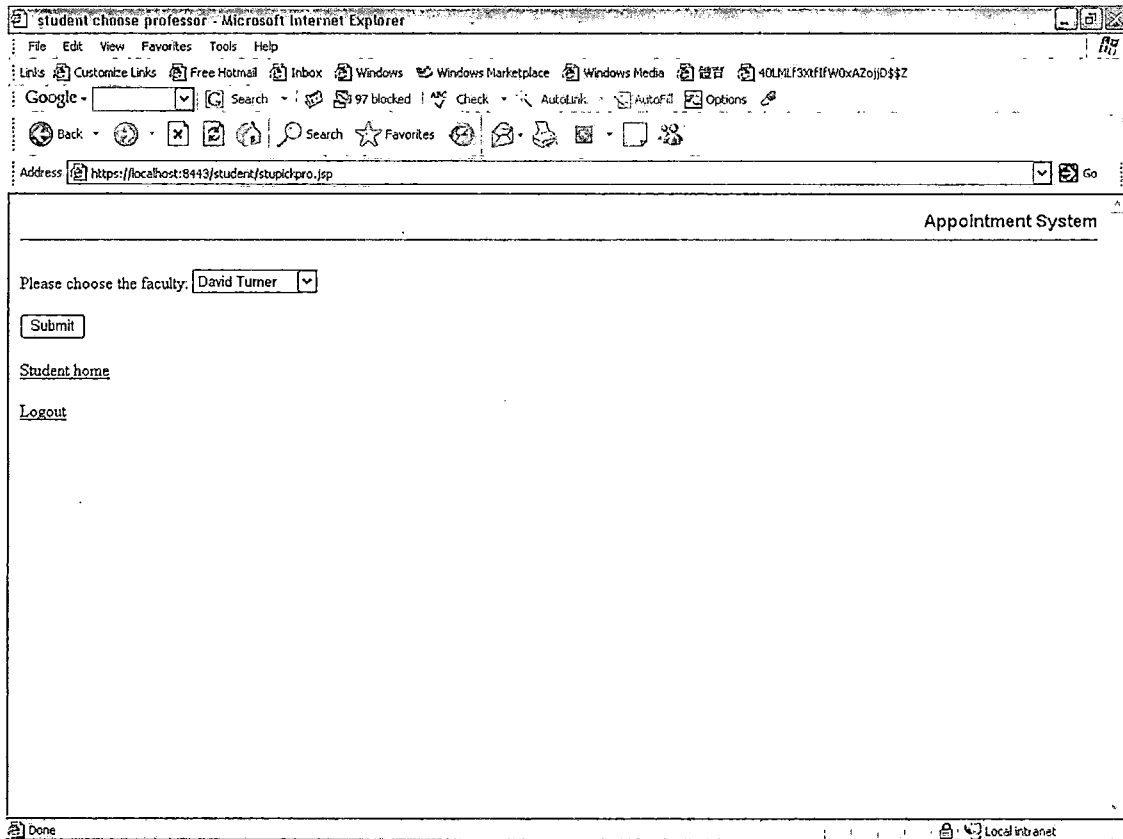 student choose professor - Microsoft Internet Explorer
File Edit View Favorites Tools Help
Links Customize Links Free Hotmail Inbox Windows Windows Marketplace Windows Media
Google - Search 97 blocked ABC Check AutoLink AutoFill Options
Back Search Favorites
Address https://localhost:8443/student/stupickpro.jsp Go
Appointment System
Please choose the faculty: David Turner
Submit
Student home
Logout
Done Local intranet